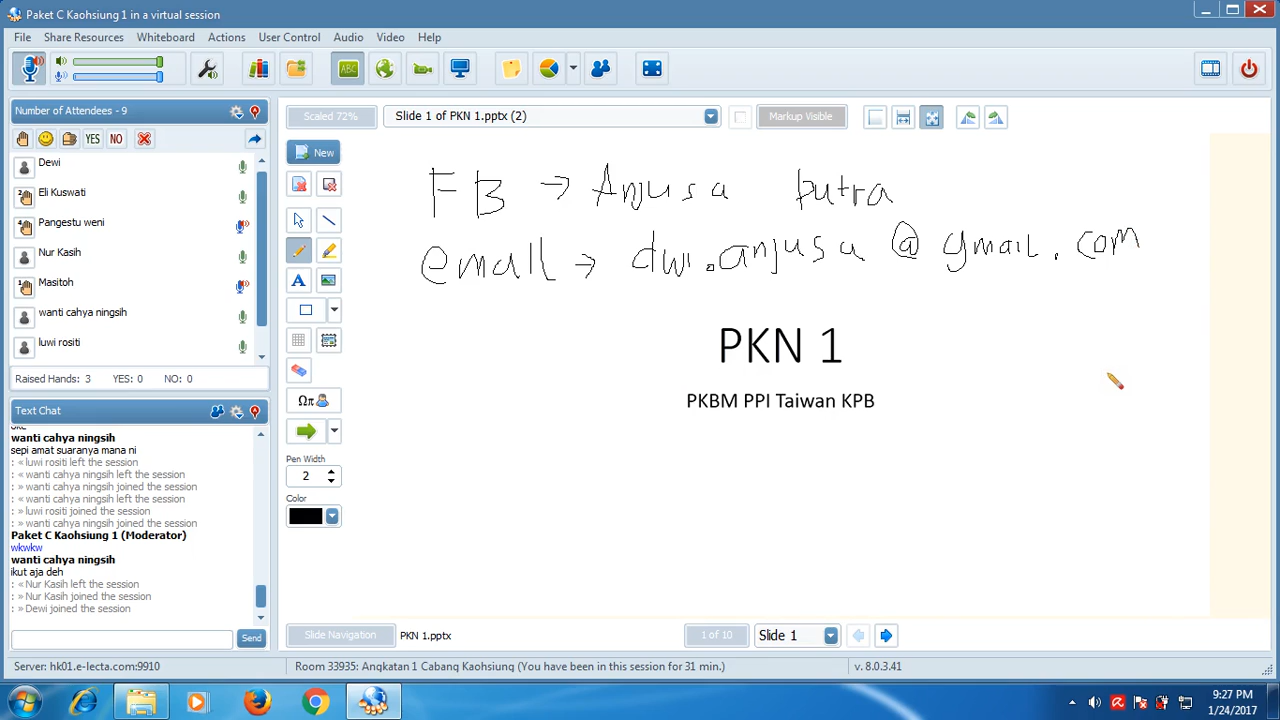 Paket C Kaohsiung 1 in a virtual session
File Share Resources Whiteboard Actions User Control Audio Video Help
Number of Attendees - 9
Scaled 72%
Slide 1 of PKN 1.pptx (2)
Markup Visible
YES NO
Dewi
Eli Kuswati
Pangestu weni
Nur Kasih
Masitoh
wanti cahya ningsih
luwi rositi
Raised Hands: 3 YES: 0 NO: 0
Text Chat
wanti cahya ningsih
sepi amat suaranya mana ni
: « luwi rositi left the session
: « wanti cahya ningsih left the session
: » wanti cahya ningsih joined the session
: « wanti cahya ningsih left the session
: » luwi rositi joined the session
: » wanti cahya ningsih joined the session
Paket C Kaohsiung 1 (Moderator)
wkwkw
wanti cahya ningsih
ikut aja deh
: « Nur Kasih left the session
: » Nur Kasih joined the session
: » Dewi joined the session
Send
New
ABC
A
Ωπ
Pen Width
2
Color
FB → Anjusa putra
email → dwi.anjusa @ gmail.com
PKN 1
PKBM PPI Taiwan KPB
Slide Navigation
PKN 1.pptx
1 of 10
Slide 1
Server: hk01.e-lecta.com:9910
Room 33935: Angkatan 1 Cabang Kaohsiung (You have been in this session for 31 min.)
v. 8.0.3.41
9:27 PM
1/24/2017